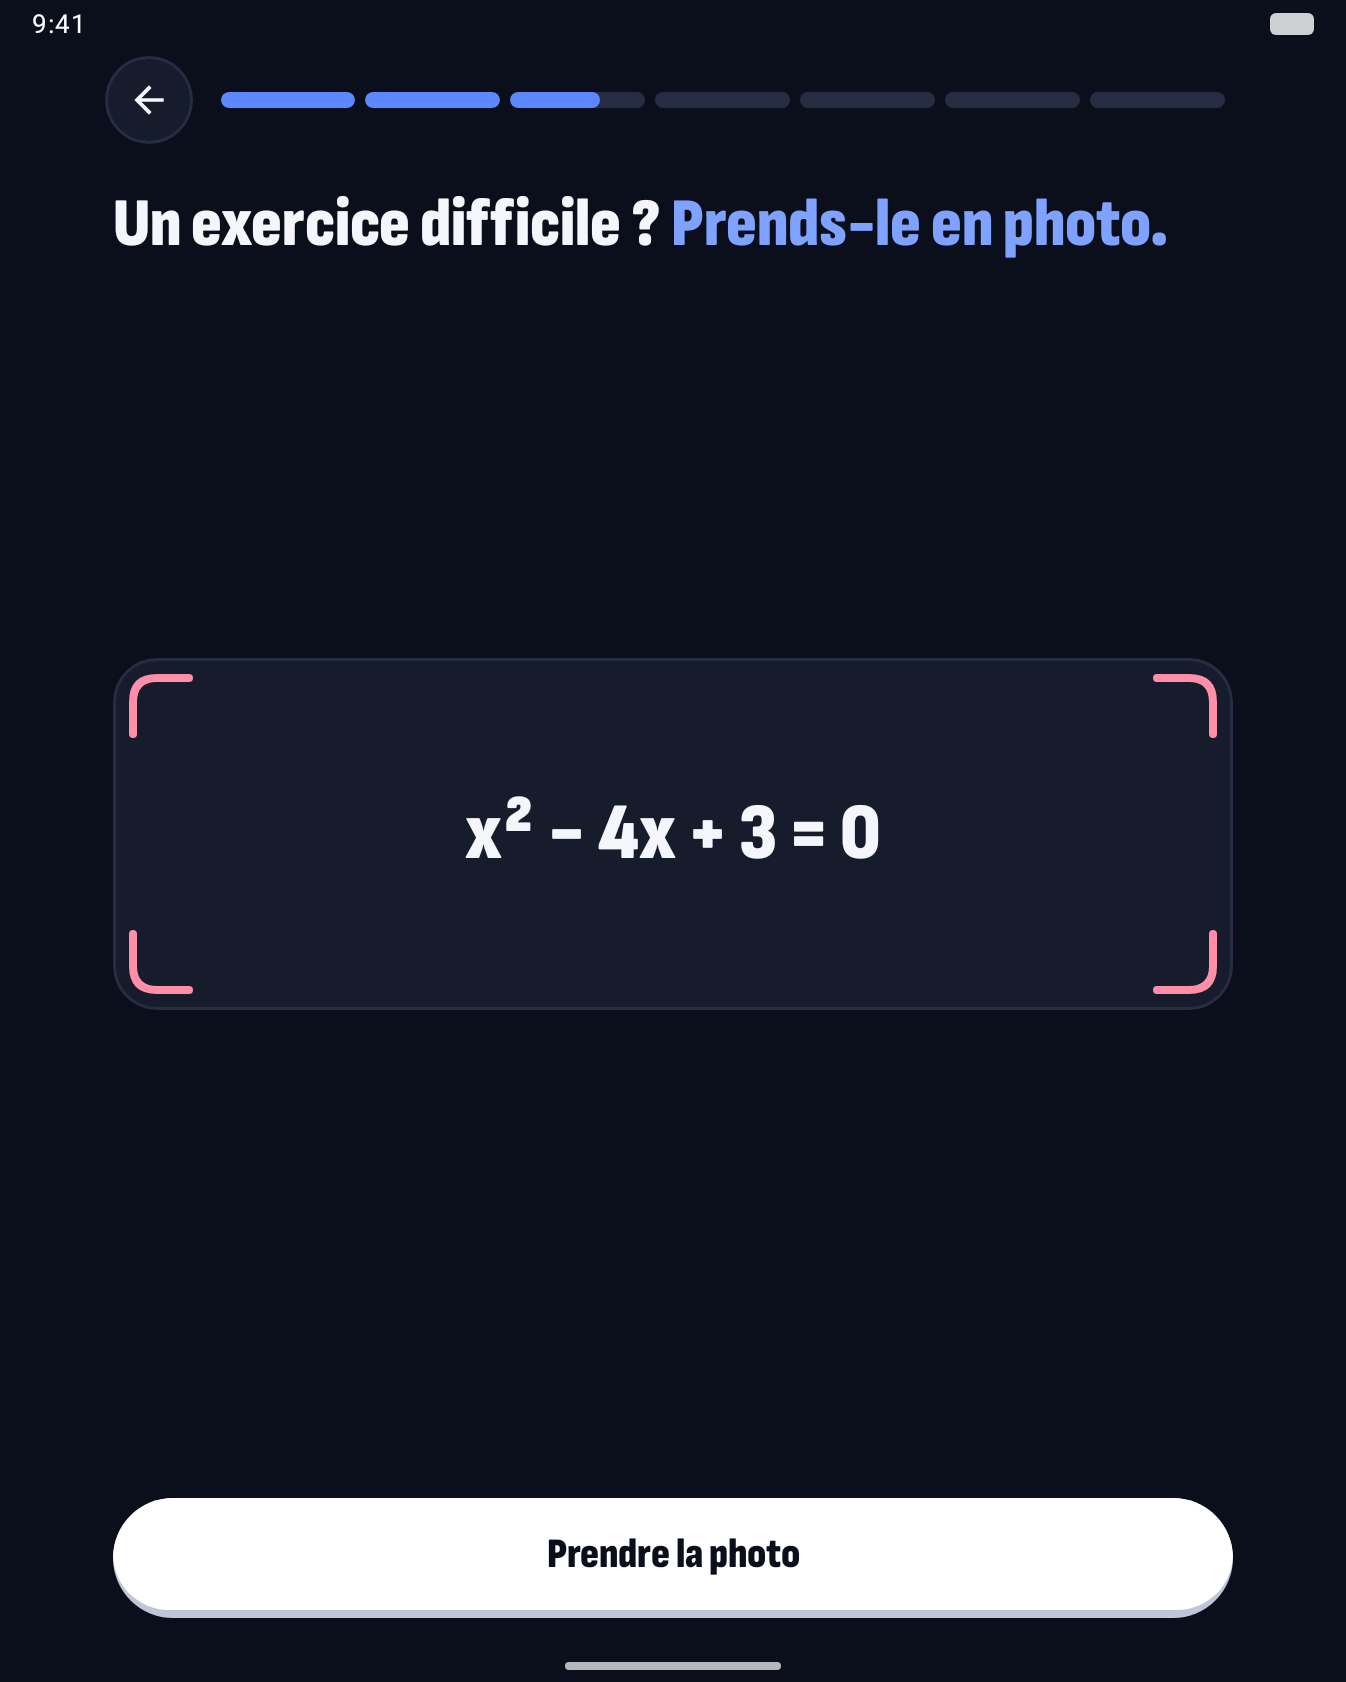 9:41
Un exercice difficile ? Prends-le en photo.
x² - 4x + 3 = 0
Prendre la photo